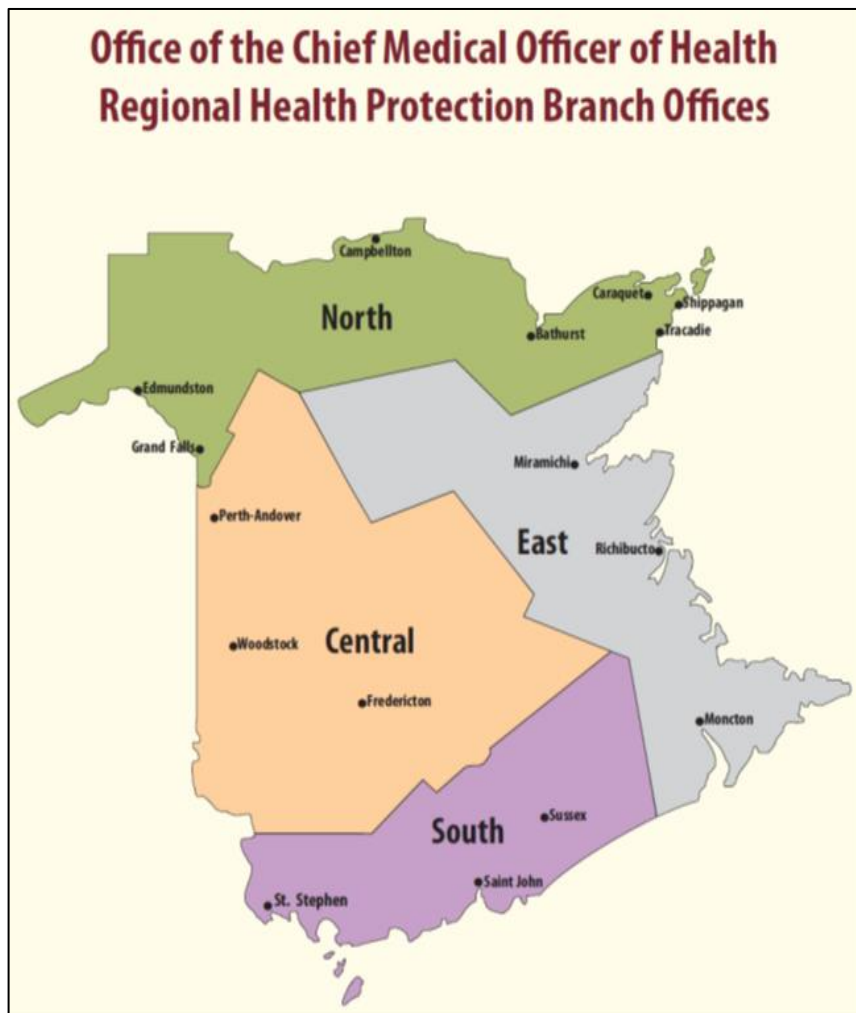 Office of the Chief Medical Officer of Health
Regional Health Protection Branch Offices
Campbellton
Caraquet
Shippagan
North
Bathurst
Tracadie
Edmundston
Grand Falls
Miramichi
Perth-Andover
East
Richibucto
Woodstock
Central
Fredericton
Moncton
Sussex
South
Saint John
St. Stephen